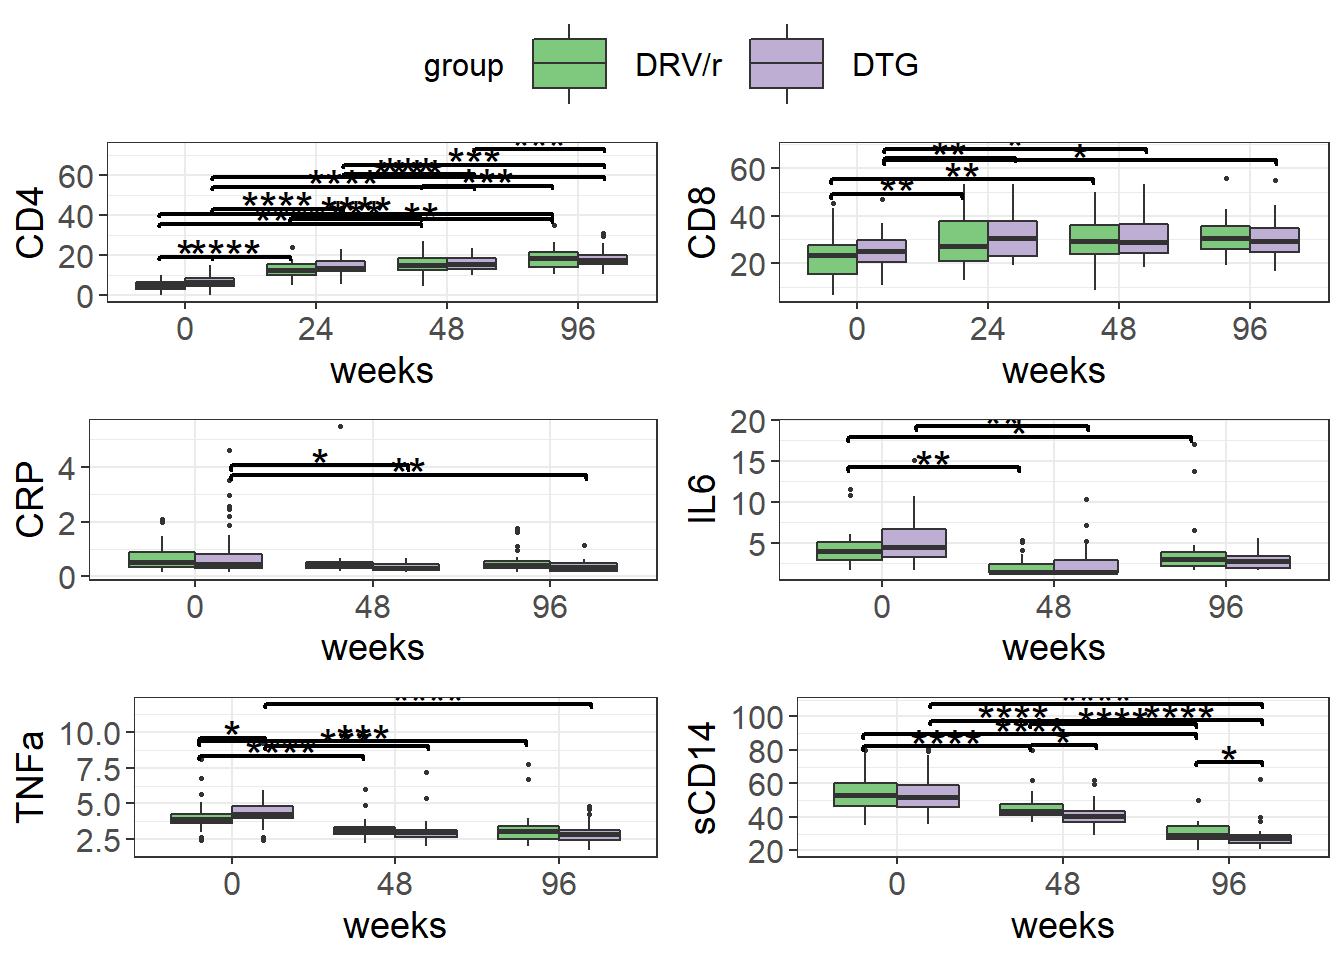 group DRV/r DTG
CD4
60
40
20
0
*** *** **** **** **** *** **** **** **** ** * *****
0 24 48 96
weeks
CD8
60
40
20
** * * ** **
0 24 48 96
weeks
CRP
4
2
0
* **
0 48 96
weeks
IL6
20
15
10
5
*** * **
0 48 96
weeks
TNFa
10.0
7.5
5.0
2.5
**** * *** *** ****
0 48 96
weeks
sCD14
100
80
60
40
20
**** **** **** **** **** **** * *
0 48 96
weeks